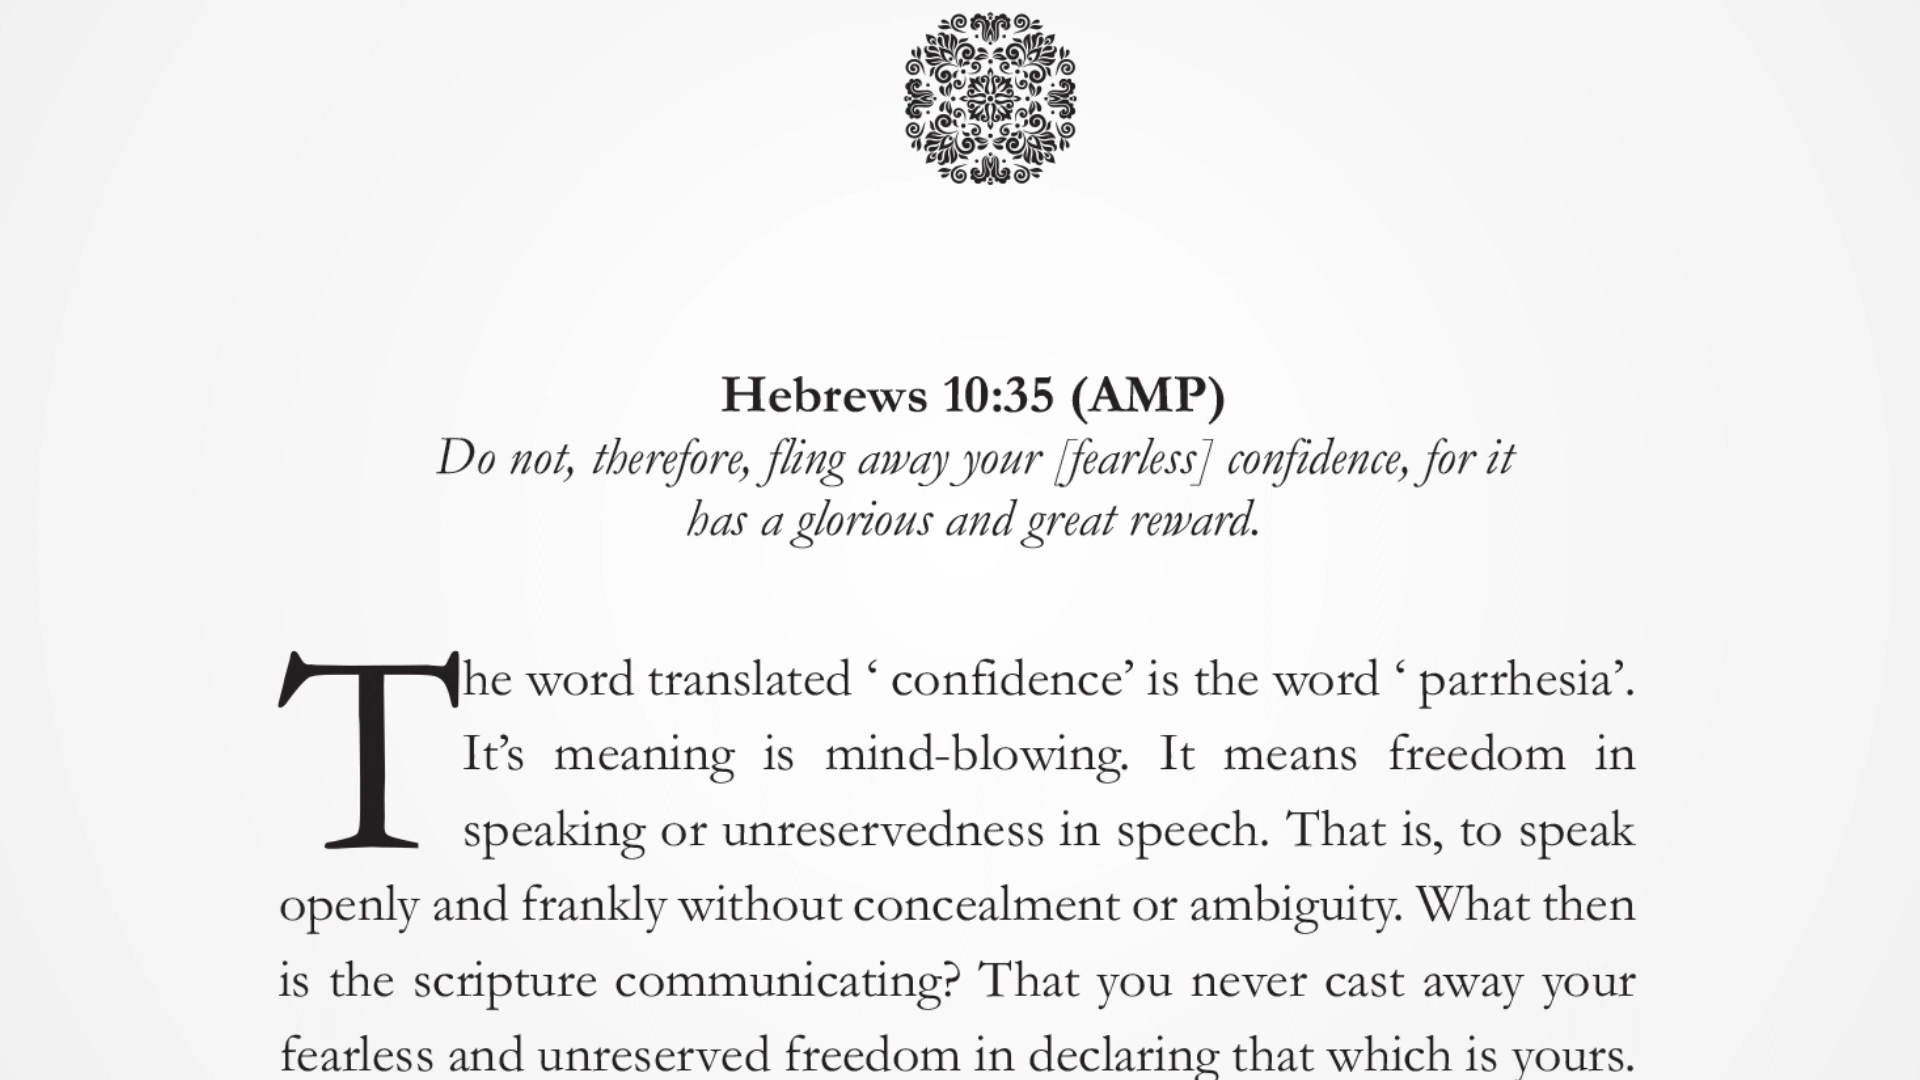 Hebrews 10:35 (AMP)
Do not, therefore, fling away your [fearless] confidence, for it
has a glorious and great reward.
The word translated ‘ confidence’ is the word ‘ parrhesia’.
It’s meaning is mind-blowing. It means freedom in
speaking or unreservedness in speech. That is, to speak
openly and frankly without concealment or ambiguity. What then
is the scripture communicating? That you never cast away your
fearless and unreserved freedom in declaring that which is yours.